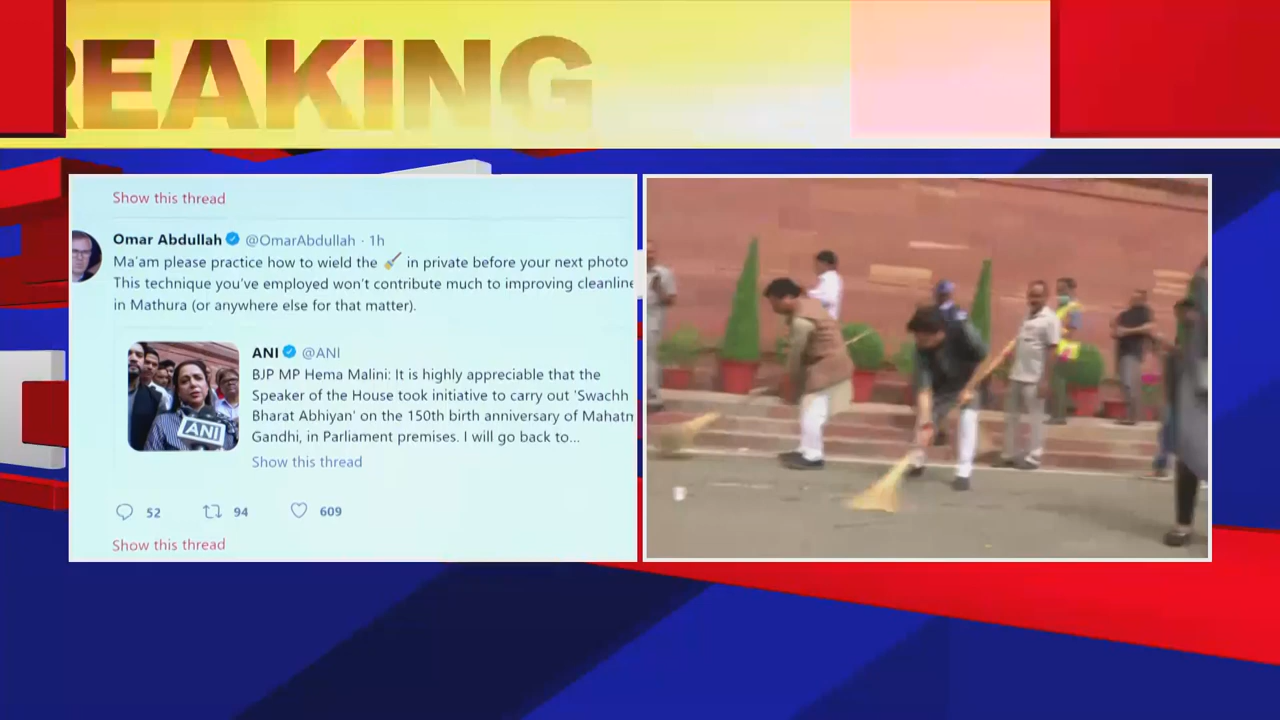 REAKING
Show this thread
Omar Abdullah @OmarAbdullah · 1h
Ma'am please practice how to wield the 🧹 in private before your next photo
This technique you've employed won't contribute much to improving cleanline
in Mathura (or anywhere else for that matter).
ANI @ANI
BJP MP Hema Malini: It is highly appreciable that the
Speaker of the House took initiative to carry out 'Swachh
Bharat Abhiyan' on the 150th birth anniversary of Mahatm
Gandhi, in Parliament premises. I will go back to...
Show this thread
ANI
52 94 609
Show this thread